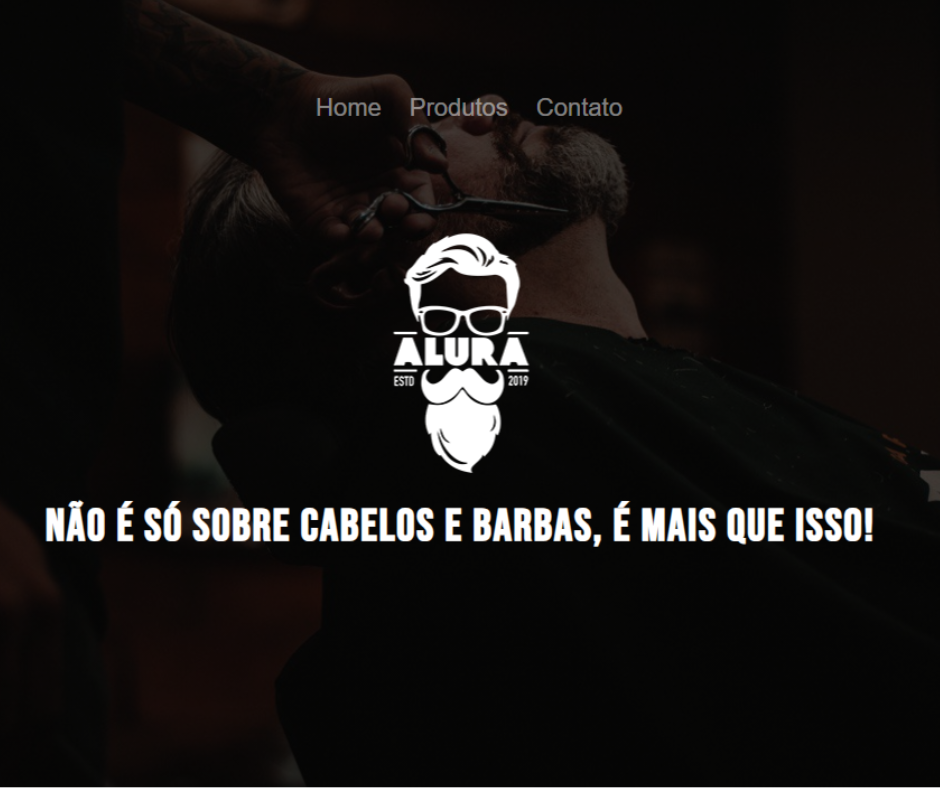 Home Produtos Contato
ALURA
ESTD 2019
NÃO É SÓ SOBRE CABELOS E BARBAS, É MAIS QUE ISSO!